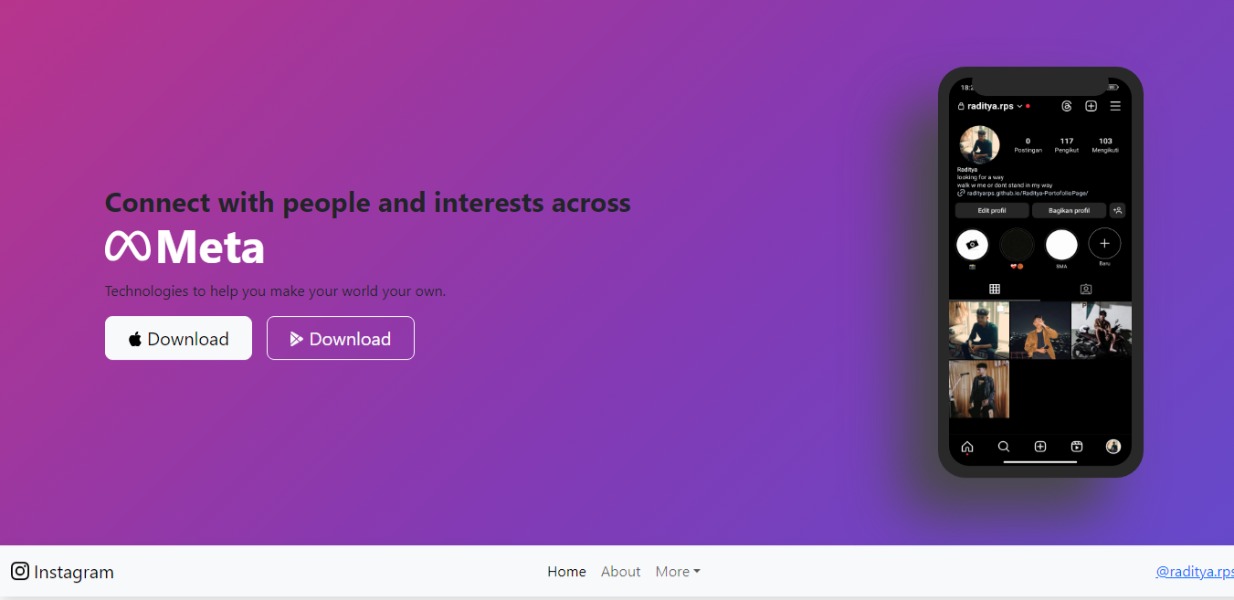 Connect with people and interests across
Meta
Technologies to help you make your world your own.
Download
Download
raditya.rps
0
117
103
Postingan
Pengikut
Mengikuti
Raditya
looking for a way
walk w me or dont stand in my way
radityarps.github.io/Raditya-PortofolioPage/
Edit profil
Bagikan profil
SMA
Baru
Instagram
Home
About
More
@raditya.rps